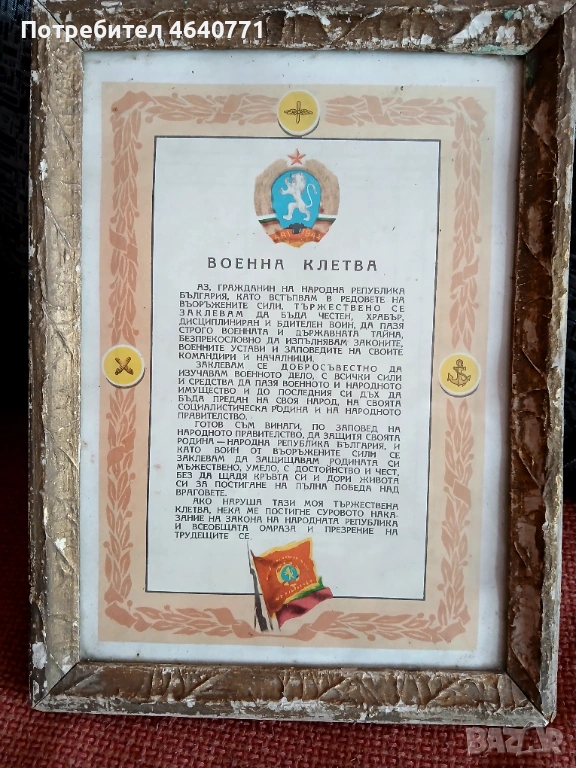 Потребител 4640771
ВОЕННА КЛЕТВА
АЗ, ГРАЖДАНИН НА НАРОДНА РЕПУБЛИКА
БЪЛГАРИЯ, КАТО ВСТЪПВАМ В РЕДОВЕТЕ НА
ВЪОРЪЖЕНИТЕ СИЛИ, ТЪРЖЕСТВЕНО СЕ
ЗАКЛЕВАМ ДА БЪДА ЧЕСТЕН, ХРАБЪР,
ДИСЦИПЛИНИРАН И БДИТЕЛЕН ВОИН, ДА ПАЗЯ
СТРОГО ВОЕННАТА И ДЪРЖАВНАТА ТАЙНА,
БЕЗПРЕКОСЛОВНО ДА ИЗПЪЛНЯВАМ ЗАКОНИТЕ,
ВОЕННИТЕ УСТАВИ И ЗАПОВЕДИТЕ НА СВОИТЕ
КОМАНДИРИ И НАЧАЛНИЦИ.
ЗАКЛЕВАМ СЕ ДОБРОСЪВЕСТНО ДА
ИЗУЧАВАМ ВОЕННОТО ДЕЛО, С ВСИЧКИ СИЛИ
И СРЕДСТВА ДА ПАЗЯ ВОЕННОТО И НАРОДНОТО
ИМУЩЕСТВО И ДО ПОСЛЕДНИЯ СИ ДЪХ ДА
БЪДА ПРЕДАН НА СВОЯ НАРОД, НА СВОЯТА
СОЦИАЛИСТИЧЕСКА РОДИНА И НА НАРОДНОТО
ПРАВИТЕЛСТВО.
ГОТОВ СЪМ ВИНАГИ, ПО ЗАПОВЕД НА
НАРОДНОТО ПРАВИТЕЛСТВО, ДА ЗАЩИТЯ СВОЯТА
РОДИНА — НАРОДНА РЕПУБЛИКА БЪЛГАРИЯ, И
КАТО ВОИН ОТ ВЪОРЪЖЕНИТЕ СИЛИ СЕ
ЗАКЛЕВАМ ДА ЗАЩИЩАВАМ РОДИНАТА СИ
МЪЖЕСТВЕНО, УМЕЛО, С ДОСТОЙНСТВО И ЧЕСТ,
БЕЗ ДА ЩАДЯ КРЪВТА СИ И ДОРИ ЖИВОТА
СИ ЗА ПОСТИГАНЕ НА ПЪЛНА ПОБЕДА НАД
ВРАГОВЕТЕ.
АКО НАРУША ТАЗИ МОЯ ТЪРЖЕСТВЕНА
КЛЕТВА, НЕКА МЕ ПОСТИГНЕ СУРОВОТО НАКА-
ЗАНИЕ НА ЗАКОНА НА НАРОДНАТА РЕПУБЛИКА
И ВСЕОБЩАТА ОМРАЗА И ПРЕЗРЕНИЕ НА
ТРУДЕЩИТЕ СЕ.
BAZAR